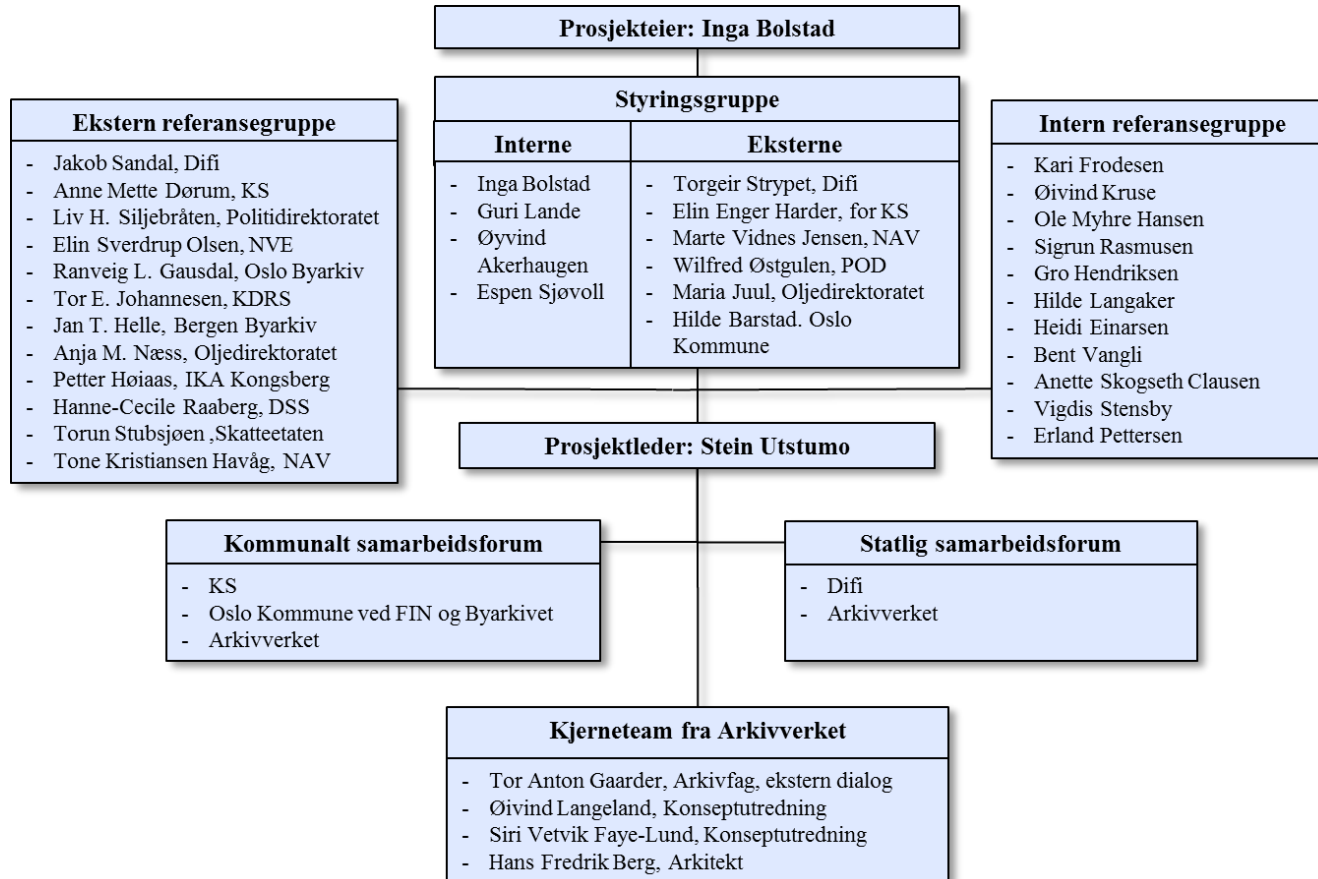 Prosjekteier: Inga Bolstad
Styringsgruppe
Interne
- Inga Bolstad
- Guri Lande
- Øyvind
Akerhaugen
- Espen Sjøvoll
Eksterne
- Torgeir Strypet, Difi
- Elin Enger Harder, for KS
- Marte Vidnes Jensen, NAV
- Wilfred Østgulen, POD
- Maria Juul, Oljedirektoratet
- Hilde Barstad. Oslo
Kommune
Ekstern referansegruppe
- Jakob Sandal, Difi
- Anne Mette Dørum, KS
- Liv H. Siljebråten, Politidirektoratet
- Elin Sverdrup Olsen, NVE
- Ranveig L. Gausdal, Oslo Byarkiv
- Tor E. Johannesen, KDRS
- Jan T. Helle, Bergen Byarkiv
- Anja M. Næss, Oljedirektoratet
- Petter Høiaas, IKA Kongsberg
- Hanne-Cecile Raaberg, DSS
- Torun Stubsjøen ,Skatteetaten
- Tone Kristiansen Havåg, NAV
Intern referansegruppe
- Kari Frodesen
- Øivind Kruse
- Ole Myhre Hansen
- Sigrun Rasmusen
- Gro Hendriksen
- Hilde Langaker
- Heidi Einarsen
- Bent Vangli
- Anette Skogseth Clausen
- Vigdis Stensby
- Erland Pettersen
Prosjektleder: Stein Utstumo
Kommunalt samarbeidsforum
- KS
- Oslo Kommune ved FIN og Byarkivet
- Arkivverket
Statlig samarbeidsforum
- Difi
- Arkivverket
Kjerneteam fra Arkivverket
- Tor Anton Gaarder, Arkivfag, ekstern dialog
- Øivind Langeland, Konseptutredning
- Siri Vetvik Faye-Lund, Konseptutredning
- Hans Fredrik Berg, Arkitekt